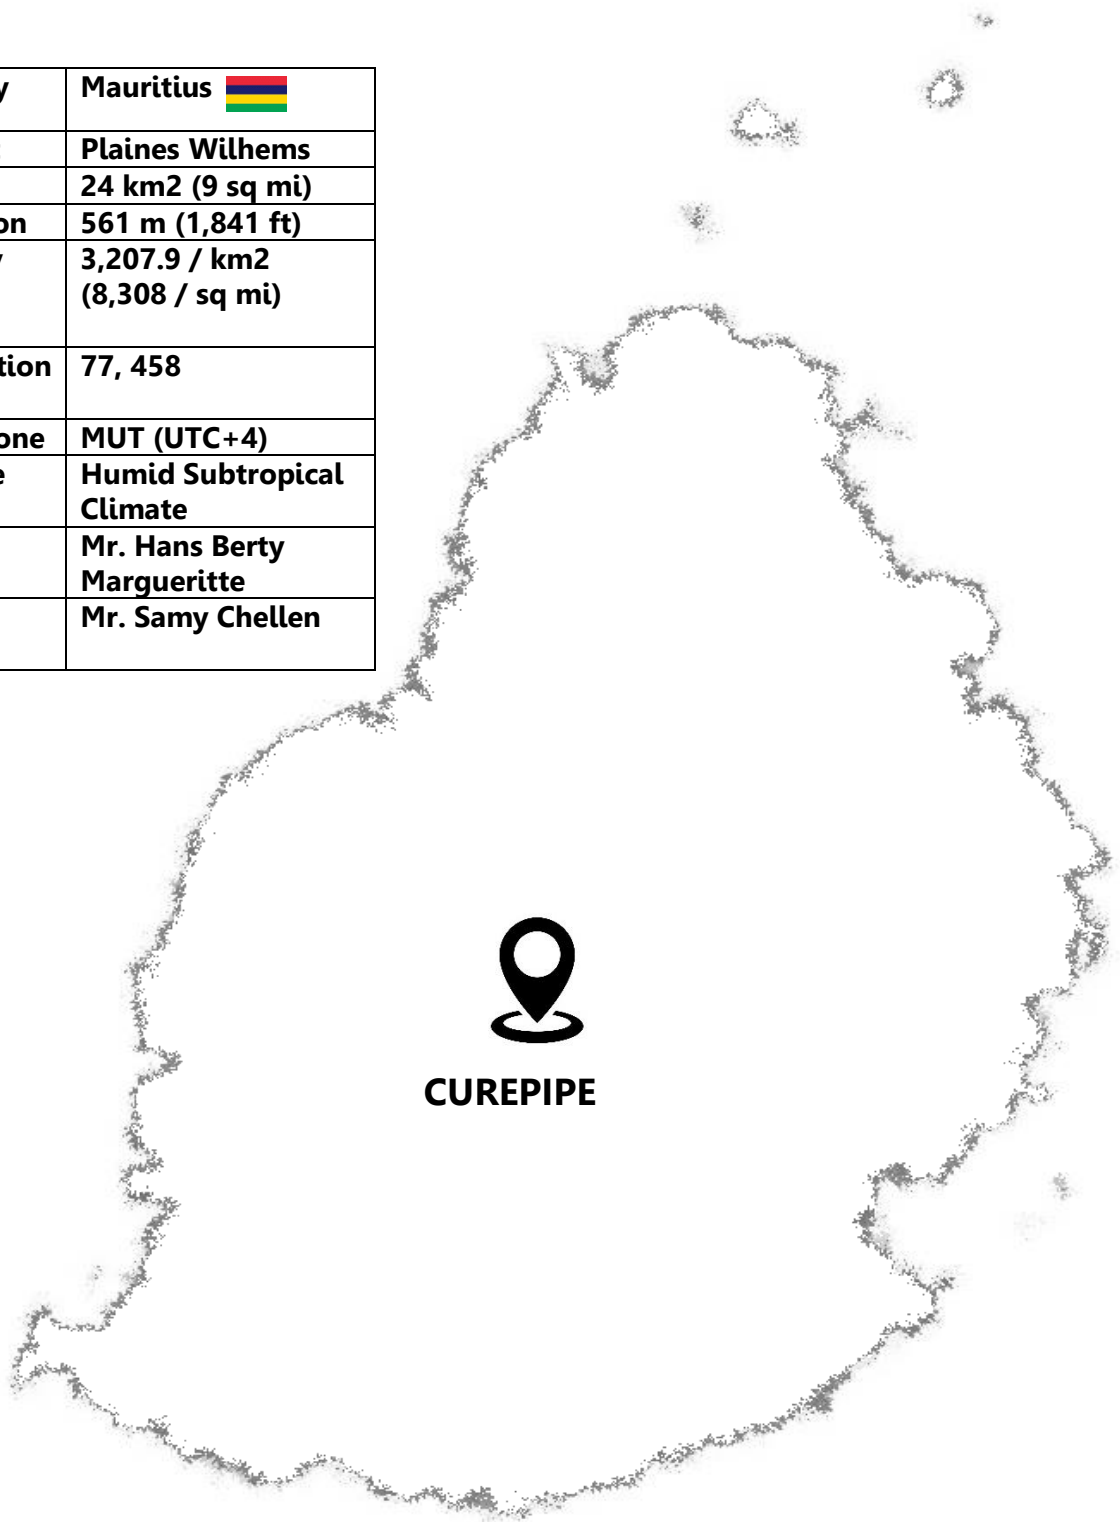 y Mauritius
Plaines Wilhems
24 km2 (9 sq mi)
on 561 m (1,841 ft)
y 3,207.9 / km2
(8,308 / sq mi)
tion 77, 458
one MUT (UTC+4)
e Humid Subtropical
Climate
Mr. Hans Berty
Margueritte
Mr. Samy Chellen
CUREPIPE